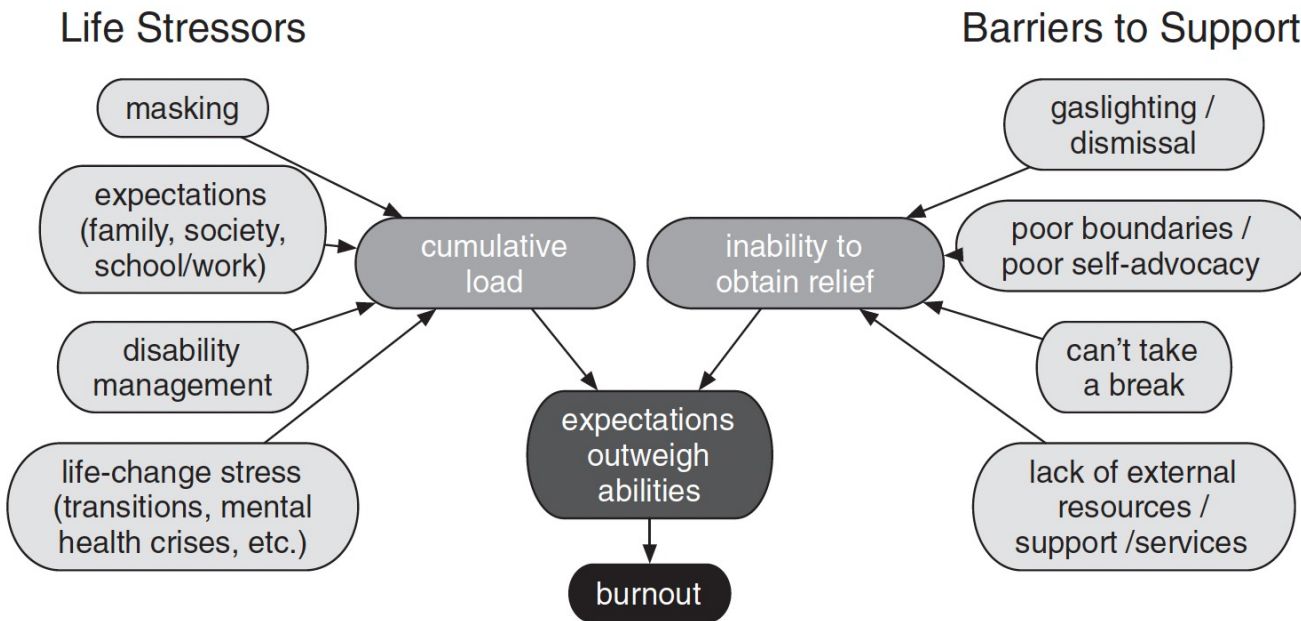 Life Stressors
masking
expectations
(family, society,
school/work)
disability
management
life-change stress
(transitions, mental
health crises, etc.)
cumulative
load
Barriers to Support
gaslighting /
dismissal
poor boundaries /
poor self-advocacy
can't take
a break
lack of external
resources /
support /services
inability to
obtain relief
expectations
outweigh
abilities
burnout